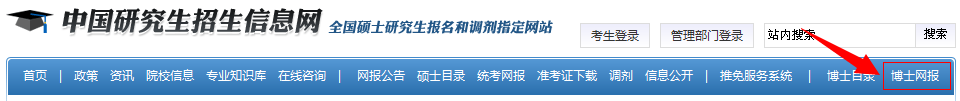 中国研究生招生信息网 全国硕士研究生报名和调剂指定网站 考生登录 管理部门登录 站内搜索 搜索
首页 | 政策 资讯 院校信息 专业知识库 在线咨询 | 网报公告 硕士目录 统考网报 准考证下载 调剂 信息公开 | 推免服务系统 | 博士目录 博士网报